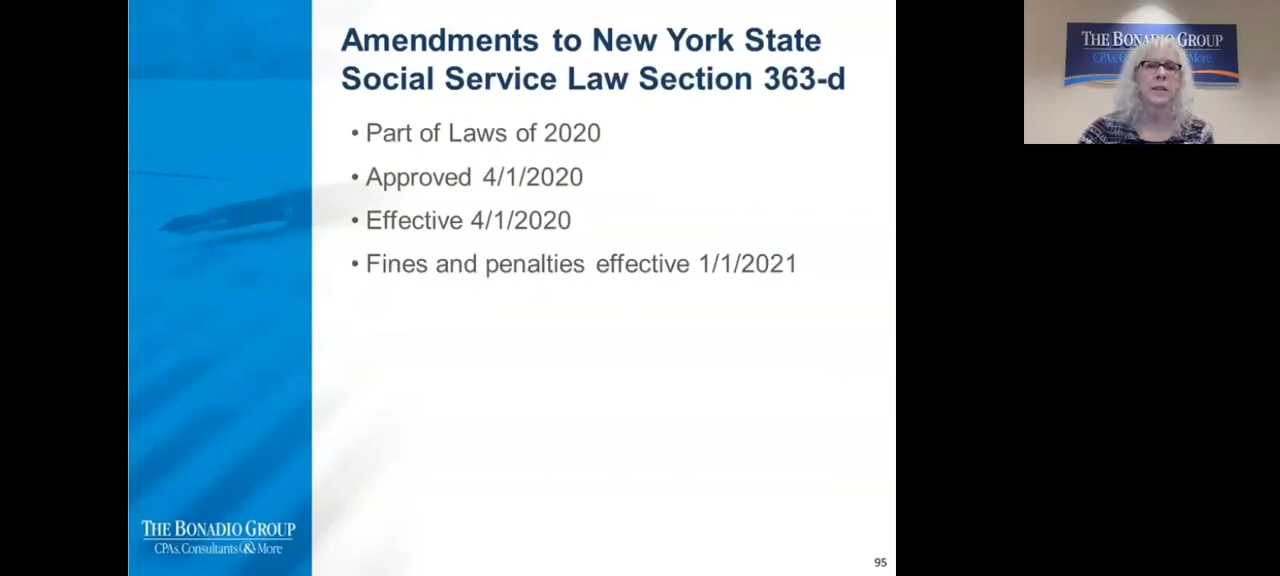 Amendments to New York State
Social Service Law Section 363-d
• Part of Laws of 2020
• Approved 4/1/2020
• Effective 4/1/2020
• Fines and penalties effective 1/1/2021
THE BONADIO GROUP
CPAs, Consultants & More
95
THE BONADIO GROUP
CPAs, More